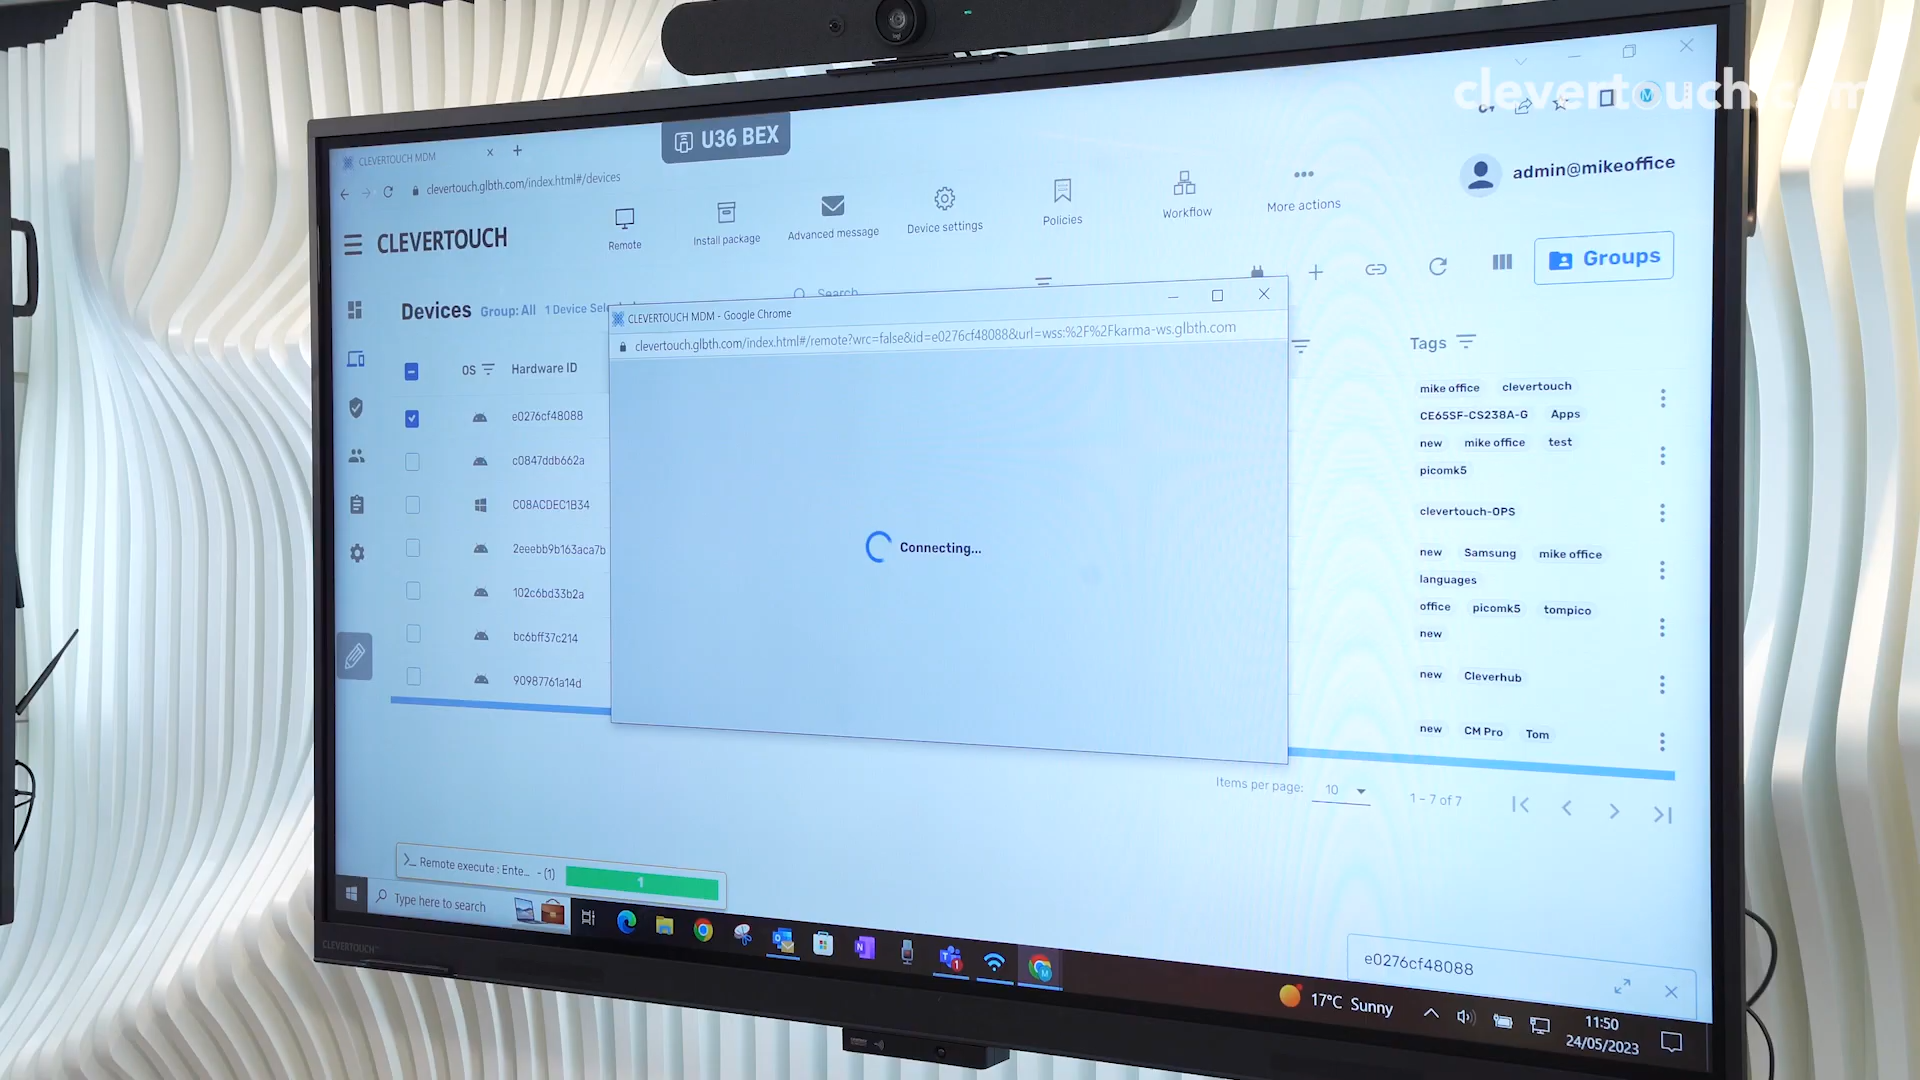 clevertouch.com
logi
U36 BEX
CLEVERTOUCH MDM
clevertouch.glbth.com/index.html#/devices
admin@mikeoffice
CLEVERTOUCH
Remote
Install package
Advanced message
Device settings
Policies
Workflow
More actions
Groups
Devices Group: All 1 Device
Search
CLEVERTOUCH MDM - Google Chrome
clevertouch.glbth.com/index.html#/remote?wrc=false&id=e0276cf48088&url=wss:%2F%2Fkarma-ws.glbth.com
OS Hardware ID
Tags
e0276cf48088
mike office clevertouch
CE65SF-CS238A-G Apps
c0847ddb662a
new mike office test
picomk5
C08ACDEC1B34
clevertouch-OPS
2eeebb9b163aca7b
new Samsung mike office
languages
102c6bd33b2a
office picomk5 tompico
new
bc6bff37c214
new Cleverhub
90987761a14d
new CM Pro Tom
Connecting...
Items per page: 10 1 - 7 of 7
Remote execute : Ente... - (1) 1
e0276cf48088
Type here to search
17°C Sunny
11:50
24/05/2023
CLEVERTOUCH